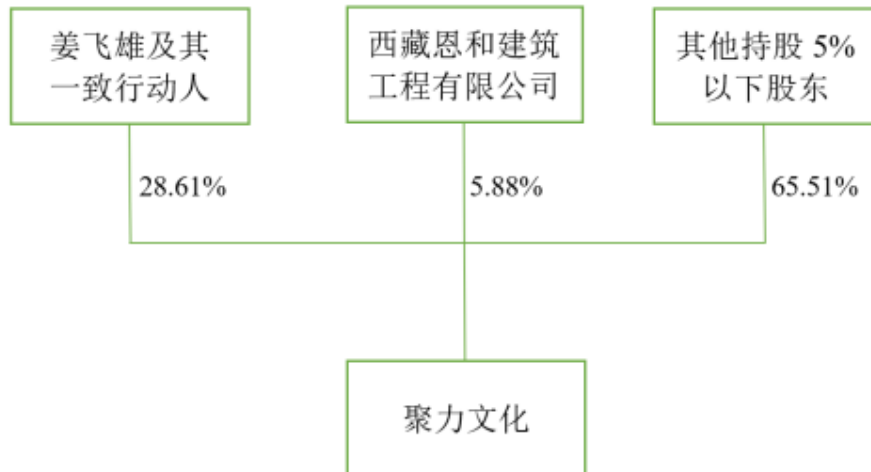 姜飞雄及其
一致行动人
西藏恩和建筑
工程有限公司
其他持股 5%
以下股东
28.61%
5.88%
65.51%
聚力文化